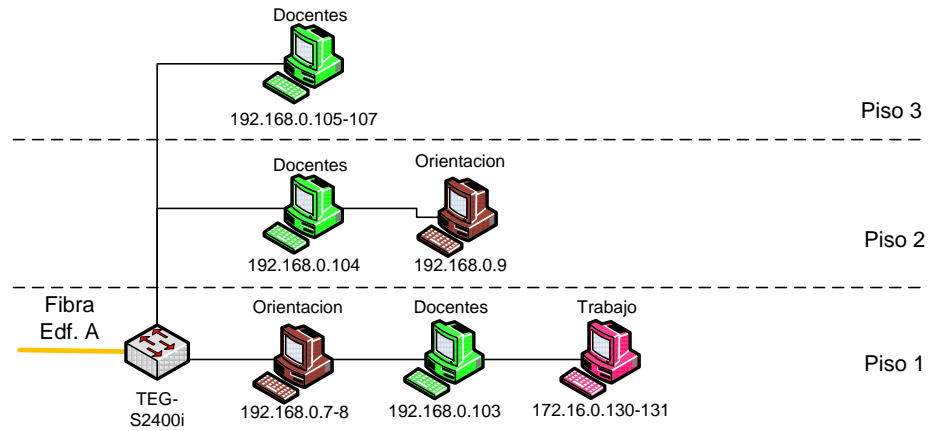 Docentes
192.168.0.105-107
Piso 3
Docentes
Orientacion
192.168.0.104
192.168.0.9
Piso 2
Fibra
Edf. A
Orientacion
Docentes
Trabajo
Piso 1
TEG-
S2400i
192.168.0.7-8
192.168.0.103
172.16.0.130-131